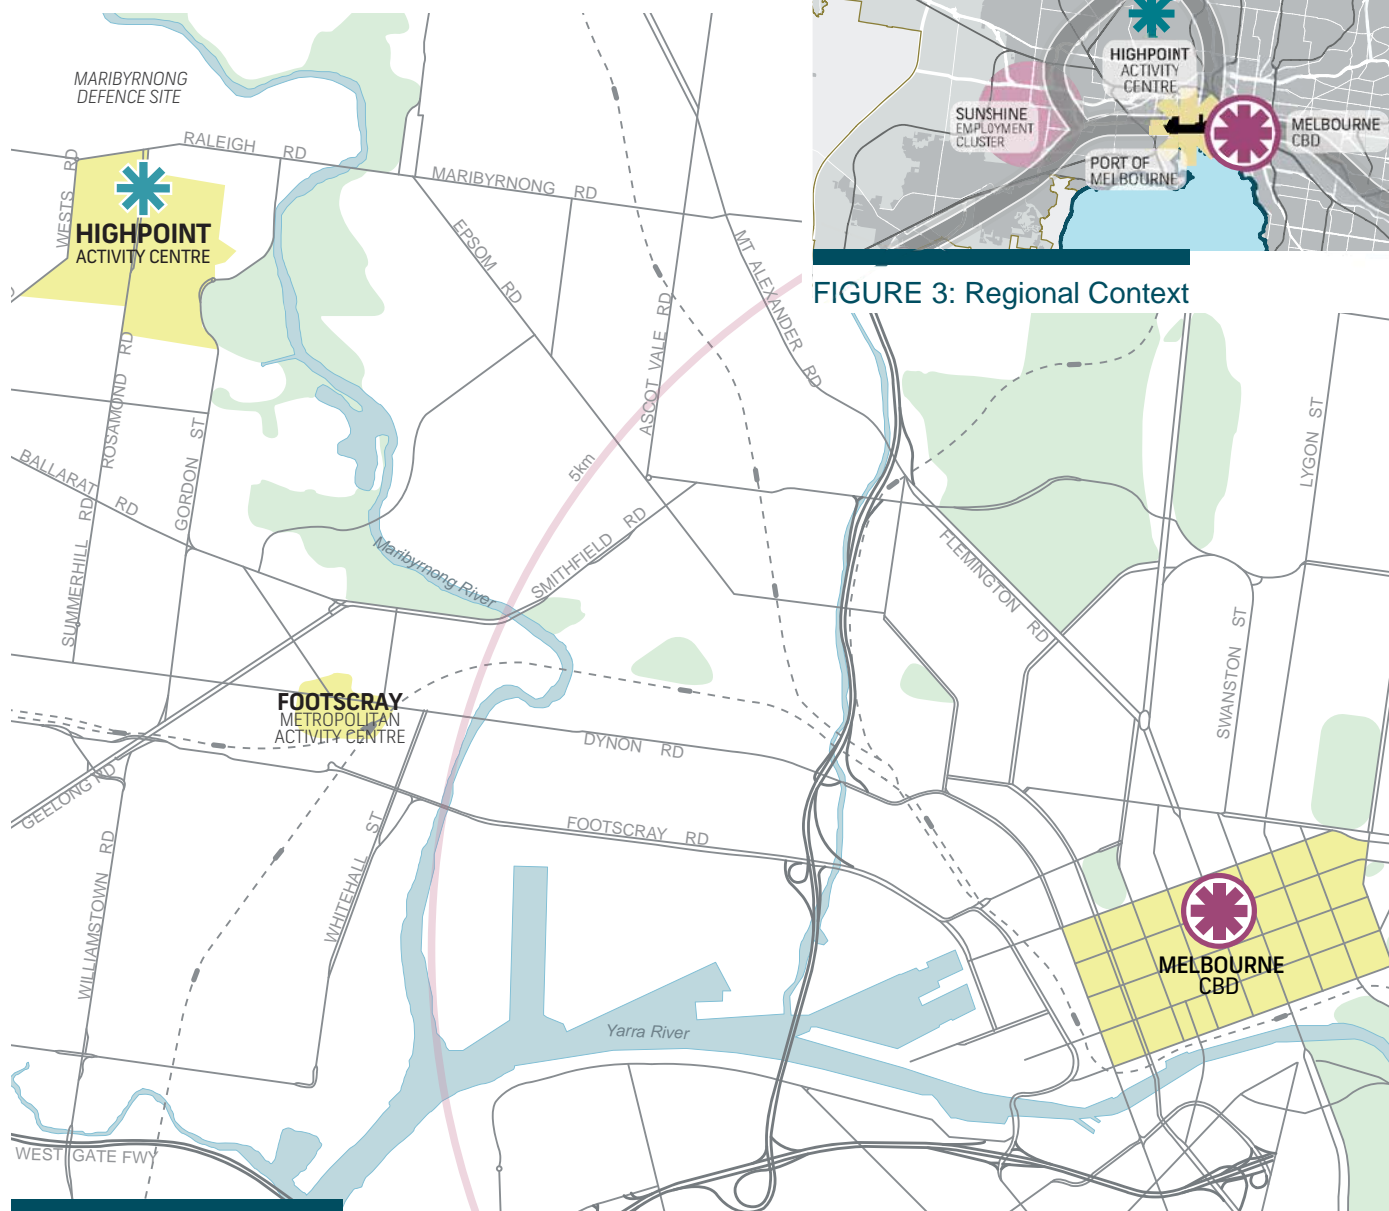 MARIBYRNONG
DEFENCE SITE
RALEIGH RD
WESTS RD
HIGHPOINT
ACTIVITY CENTRE
MARIBYRNONG RD
EPSOM RD
MT ALEXANDER RD
ASCOT VALE RD
HIGHPOINT
ACTIVITY
CENTRE
SUNSHINE
EMPLOYMENT
CLUSTER
MELBOURNE
CBD
PORT OF
MELBOURNE
FIGURE 3: Regional Context
ROSAMOND RD
GORDON ST
BALLARAT RD
SUMMERHILL RD
5km
Maribyrnong River
SMITHFIELD RD
LYGON ST
FLEMINGTON RD
SWANSTON ST
FOOTSCRAY
METROPOLITAN
ACTIVITY CENTRE
DYNON RD
GEELONG RD
FOOTSCRAY RD
WHITEHALL ST
WILLIAMSTOWN RD
MELBOURNE
CBD
Yarra River
WEST GATE FWY